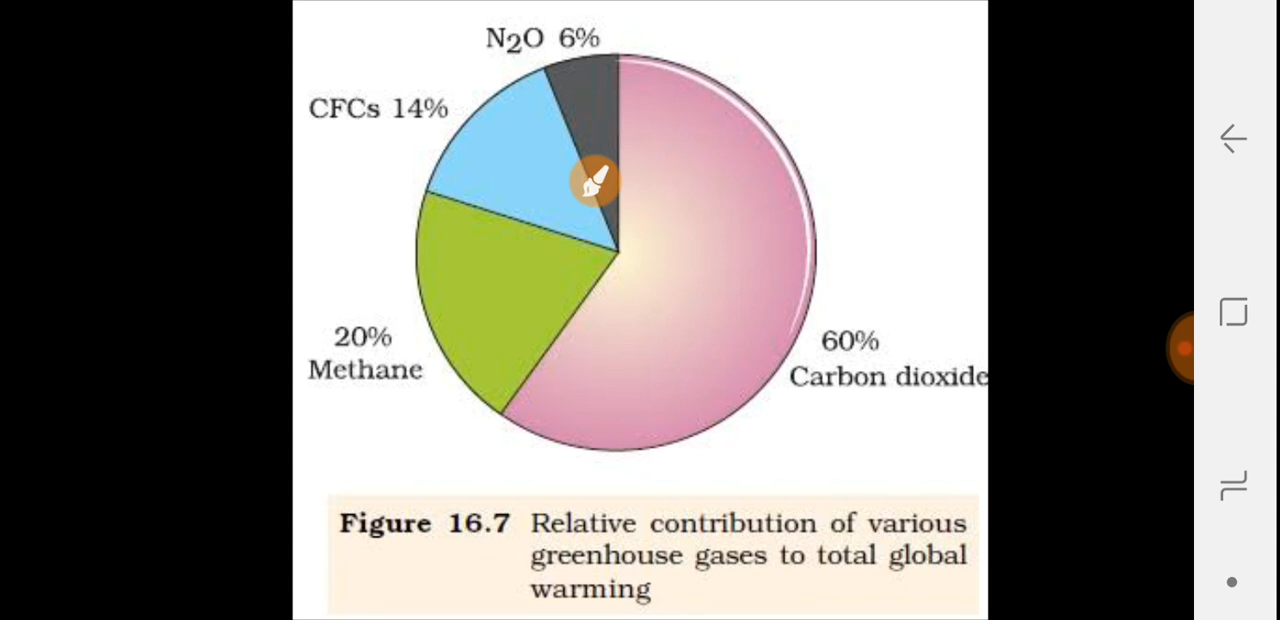 N2O 6%
CFCs 14%
20%
Methane
60%
Carbon dioxide
Figure 16.7 Relative contribution of various
greenhouse gases to total global
warming